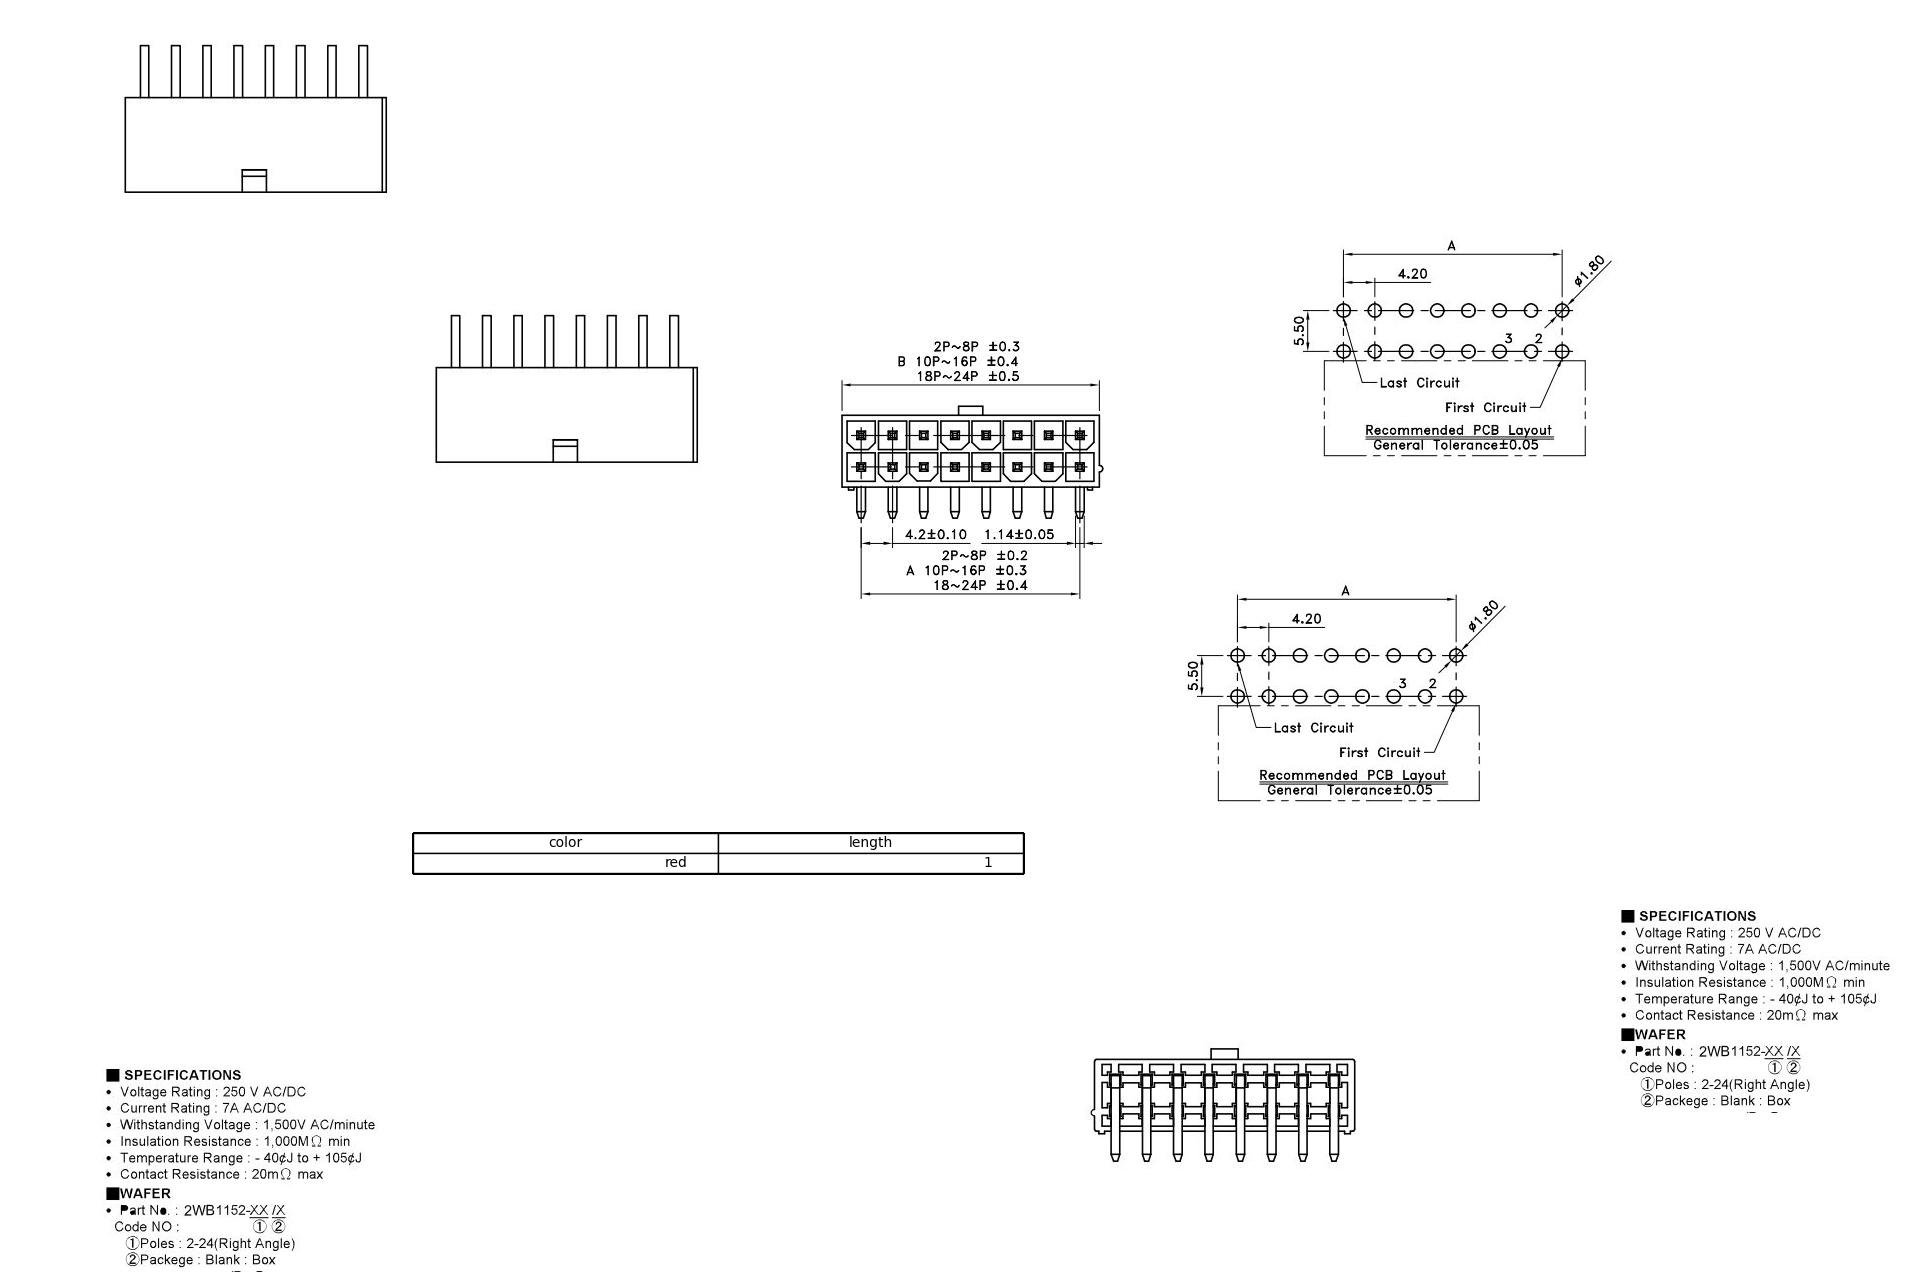 A
4.20
ø1.80
5.50
3 2
Last Circuit
First Circuit
Recommended PCB Layout
General Tolerance±0.05
2P~8P ±0.3
B 10P~16P ±0.4
18P~24P ±0.5
4.2±0.10 1.14±0.05
2P~8P ±0.2
A 10P~16P ±0.3
18~24P ±0.4
A
4.20
ø1.80
5.50
3 2
Last Circuit
First Circuit
Recommended PCB Layout
General Tolerance±0.05
color length
red 1
■ SPECIFICATIONS
• Voltage Rating : 250 V AC/DC
• Current Rating : 7A AC/DC
• Withstanding Voltage : 1,500V AC/minute
• Insulation Resistance : 1,000MΩ min
• Temperature Range : - 40¢J to + 105¢J
• Contact Resistance : 20mΩ max
■WAFER
• Part No. : 2WB1152-XX /X
Code NO : ① ②
①Poles : 2-24(Right Angle)
②Packege : Blank : Box
■ SPECIFICATIONS
• Voltage Rating : 250 V AC/DC
• Current Rating : 7A AC/DC
• Withstanding Voltage : 1,500V AC/minute
• Insulation Resistance : 1,000MΩ min
• Temperature Range : - 40¢J to + 105¢J
• Contact Resistance : 20mΩ max
■WAFER
• Part No. : 2WB1152-XX /X
Code NO : ① ②
①Poles : 2-24(Right Angle)
②Packege : Blank : Box